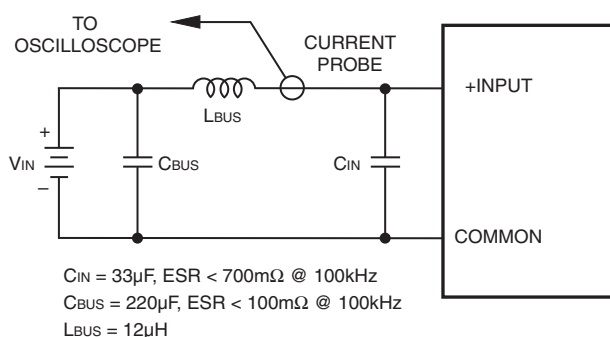 TO
OSCILLOSCOPE
CURRENT
PROBE
+INPUT
LBUS
+
VIN
–
CBUS
CIN
COMMON
CIN = 33µF, ESR < 700mΩ @ 100kHz
CBUS = 220µF, ESR < 100mΩ @ 100kHz
LBUS = 12µH